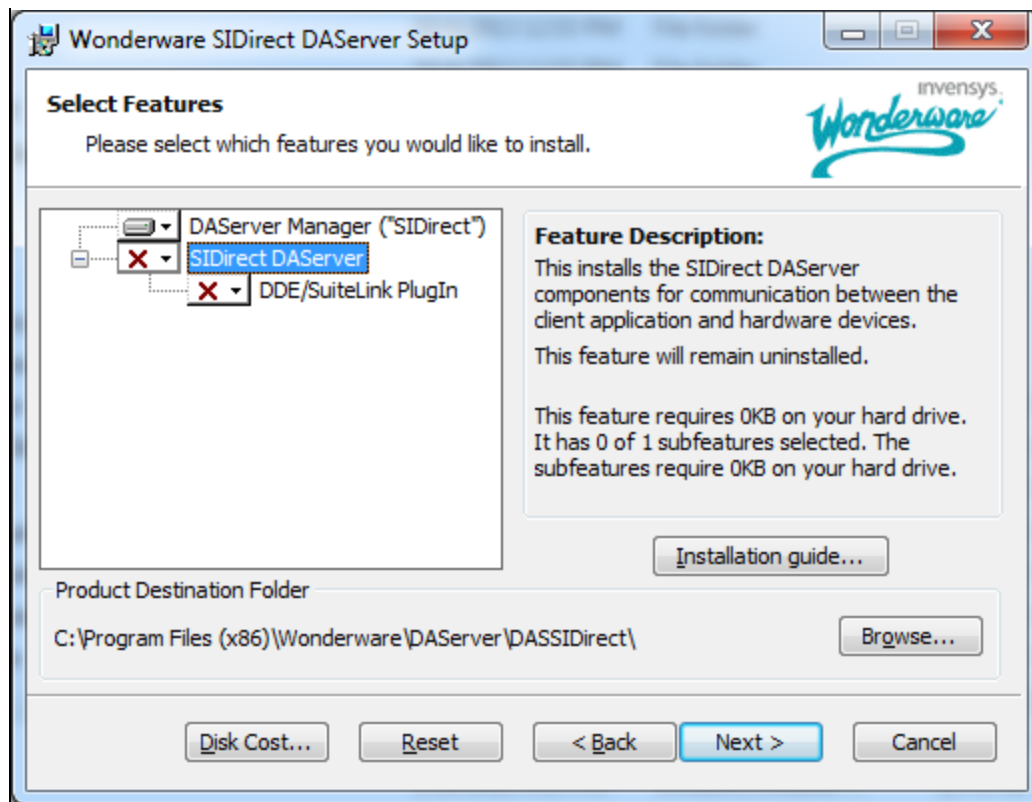 Wonderware SIDirect DAServer Setup
Select Features
Please select which features you would like to install.
invensys.
Wonderware
DAServer Manager ("SIDirect")
SIDirect DAServer
DDE/SuiteLink PlugIn
Feature Description:
This installs the SIDirect DAServer
components for communication between the
client application and hardware devices.
This feature will remain uninstalled.
This feature requires 0KB on your hard drive.
It has 0 of 1 subfeatures selected. The
subfeatures require 0KB on your hard drive.
Installation guide...
Product Destination Folder
C:\Program Files (x86)\Wonderware\DAServer\DASSIDirect\
Browse...
Disk Cost...
Reset
< Back
Next >
Cancel